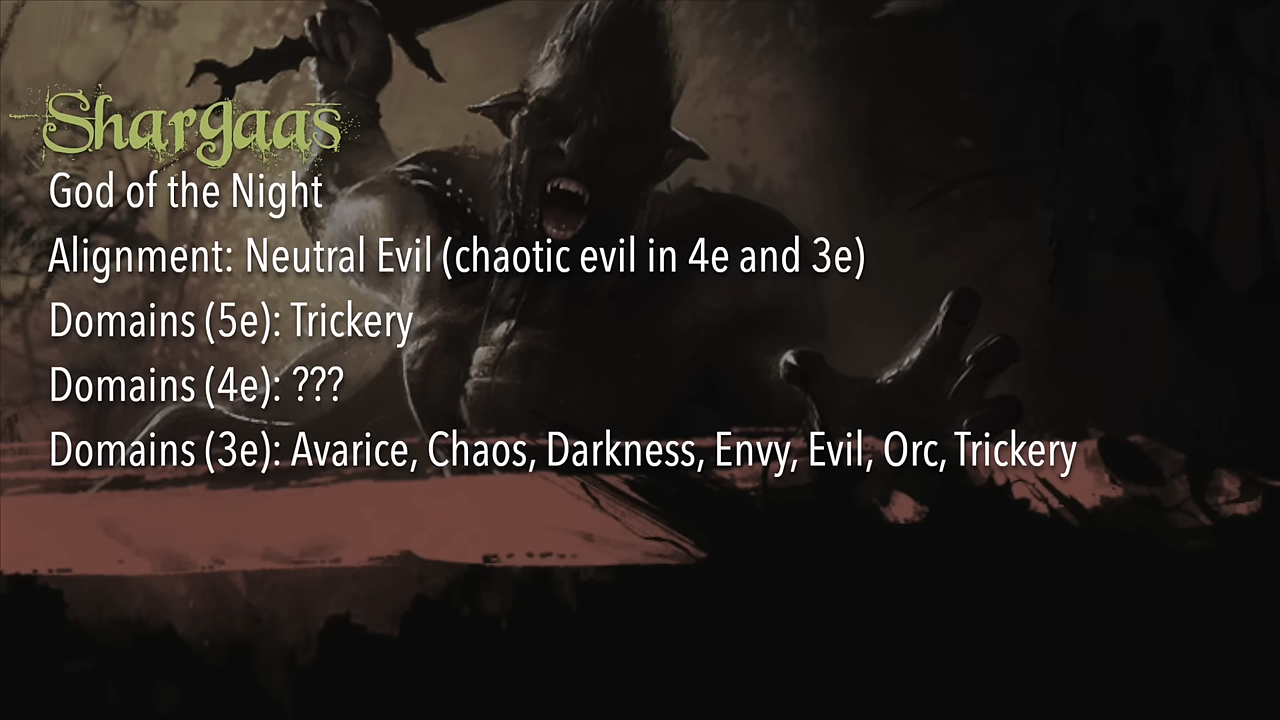 Shargaas
God of the Night
Alignment: Neutral Evil (chaotic evil in 4e and 3e)
Domains (5e): Trickery
Domains (4e): ???
Domains (3e): Avarice, Chaos, Darkness, Envy, Evil, Orc, Trickery